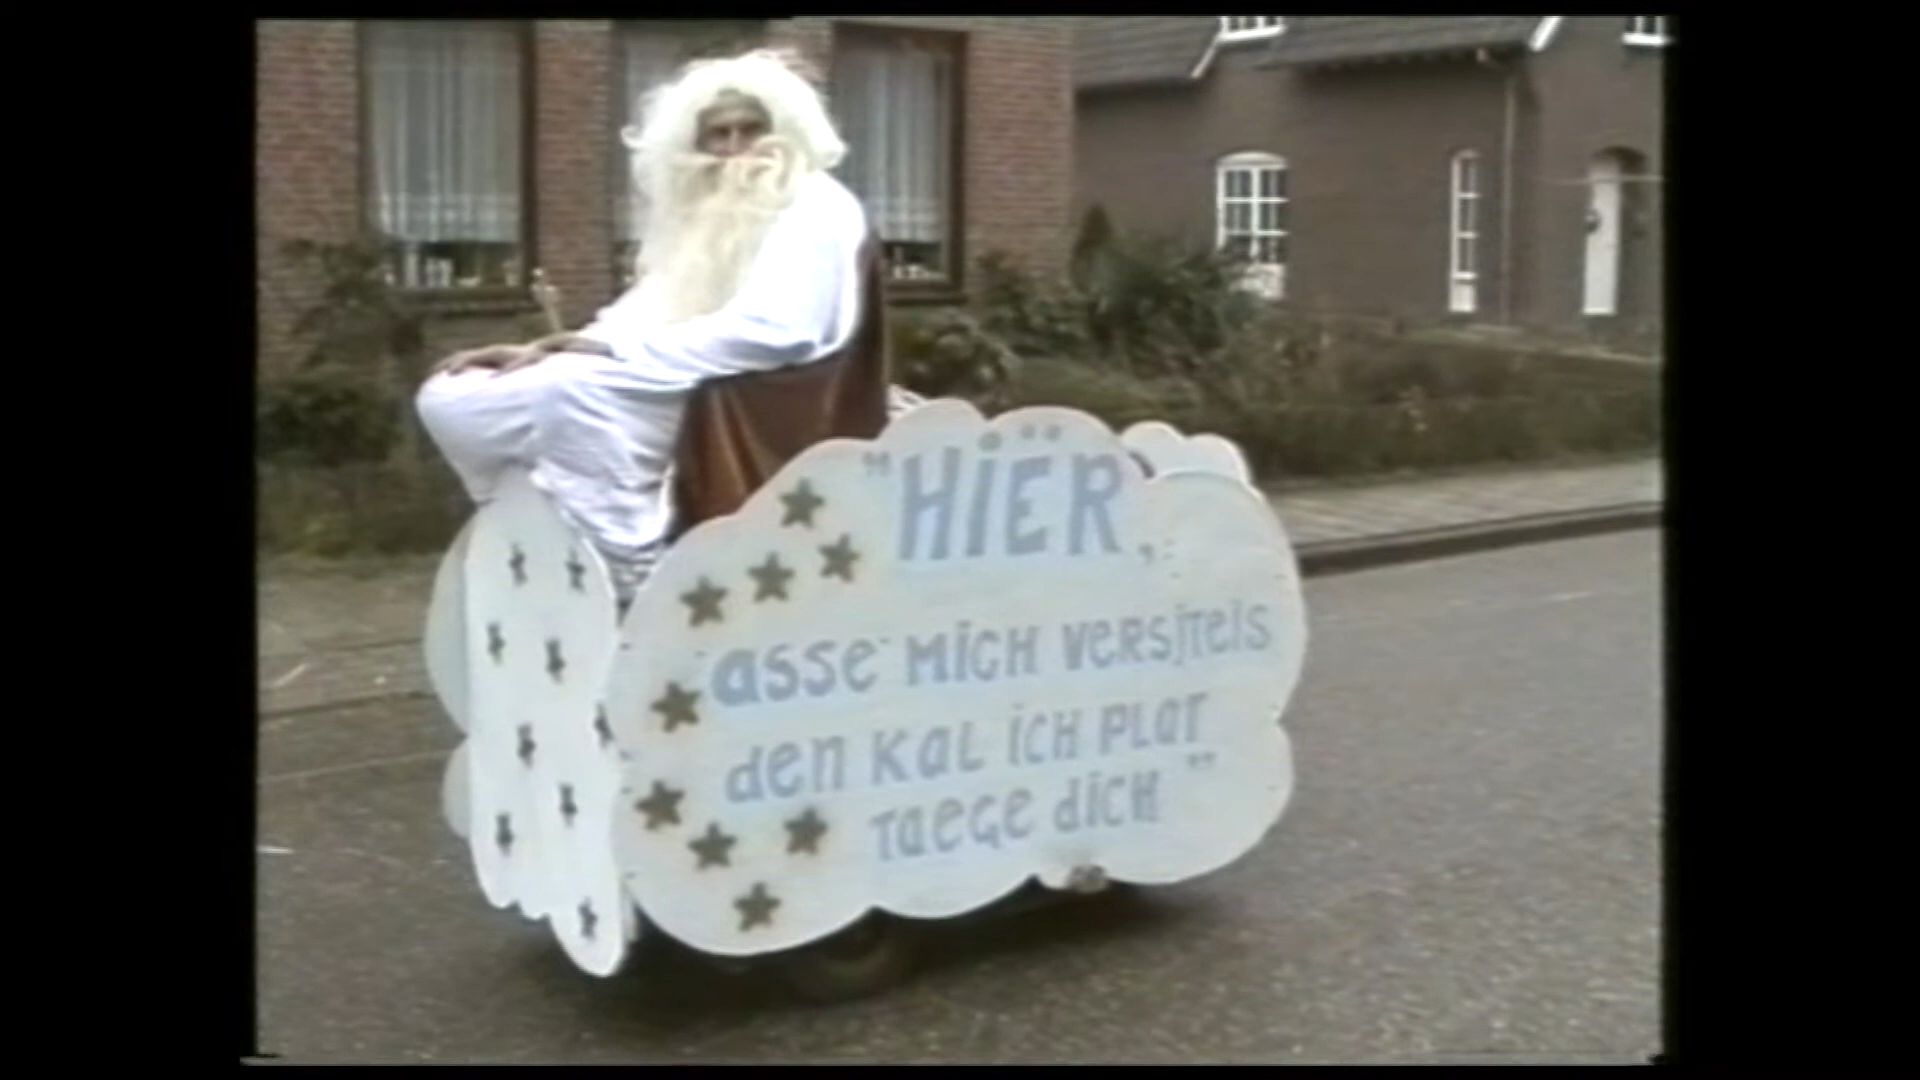 "HIËR,
asse MICH VERSJTEIS
den KAL ICH PLAT
TAEGE dICH"